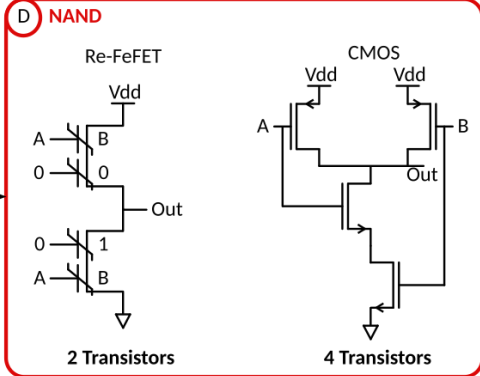 D NAND
Re-FeFET
Vdd
A B
0 0
Out
0 1
A B
2 Transistors
CMOS
Vdd Vdd
A B
Out
4 Transistors